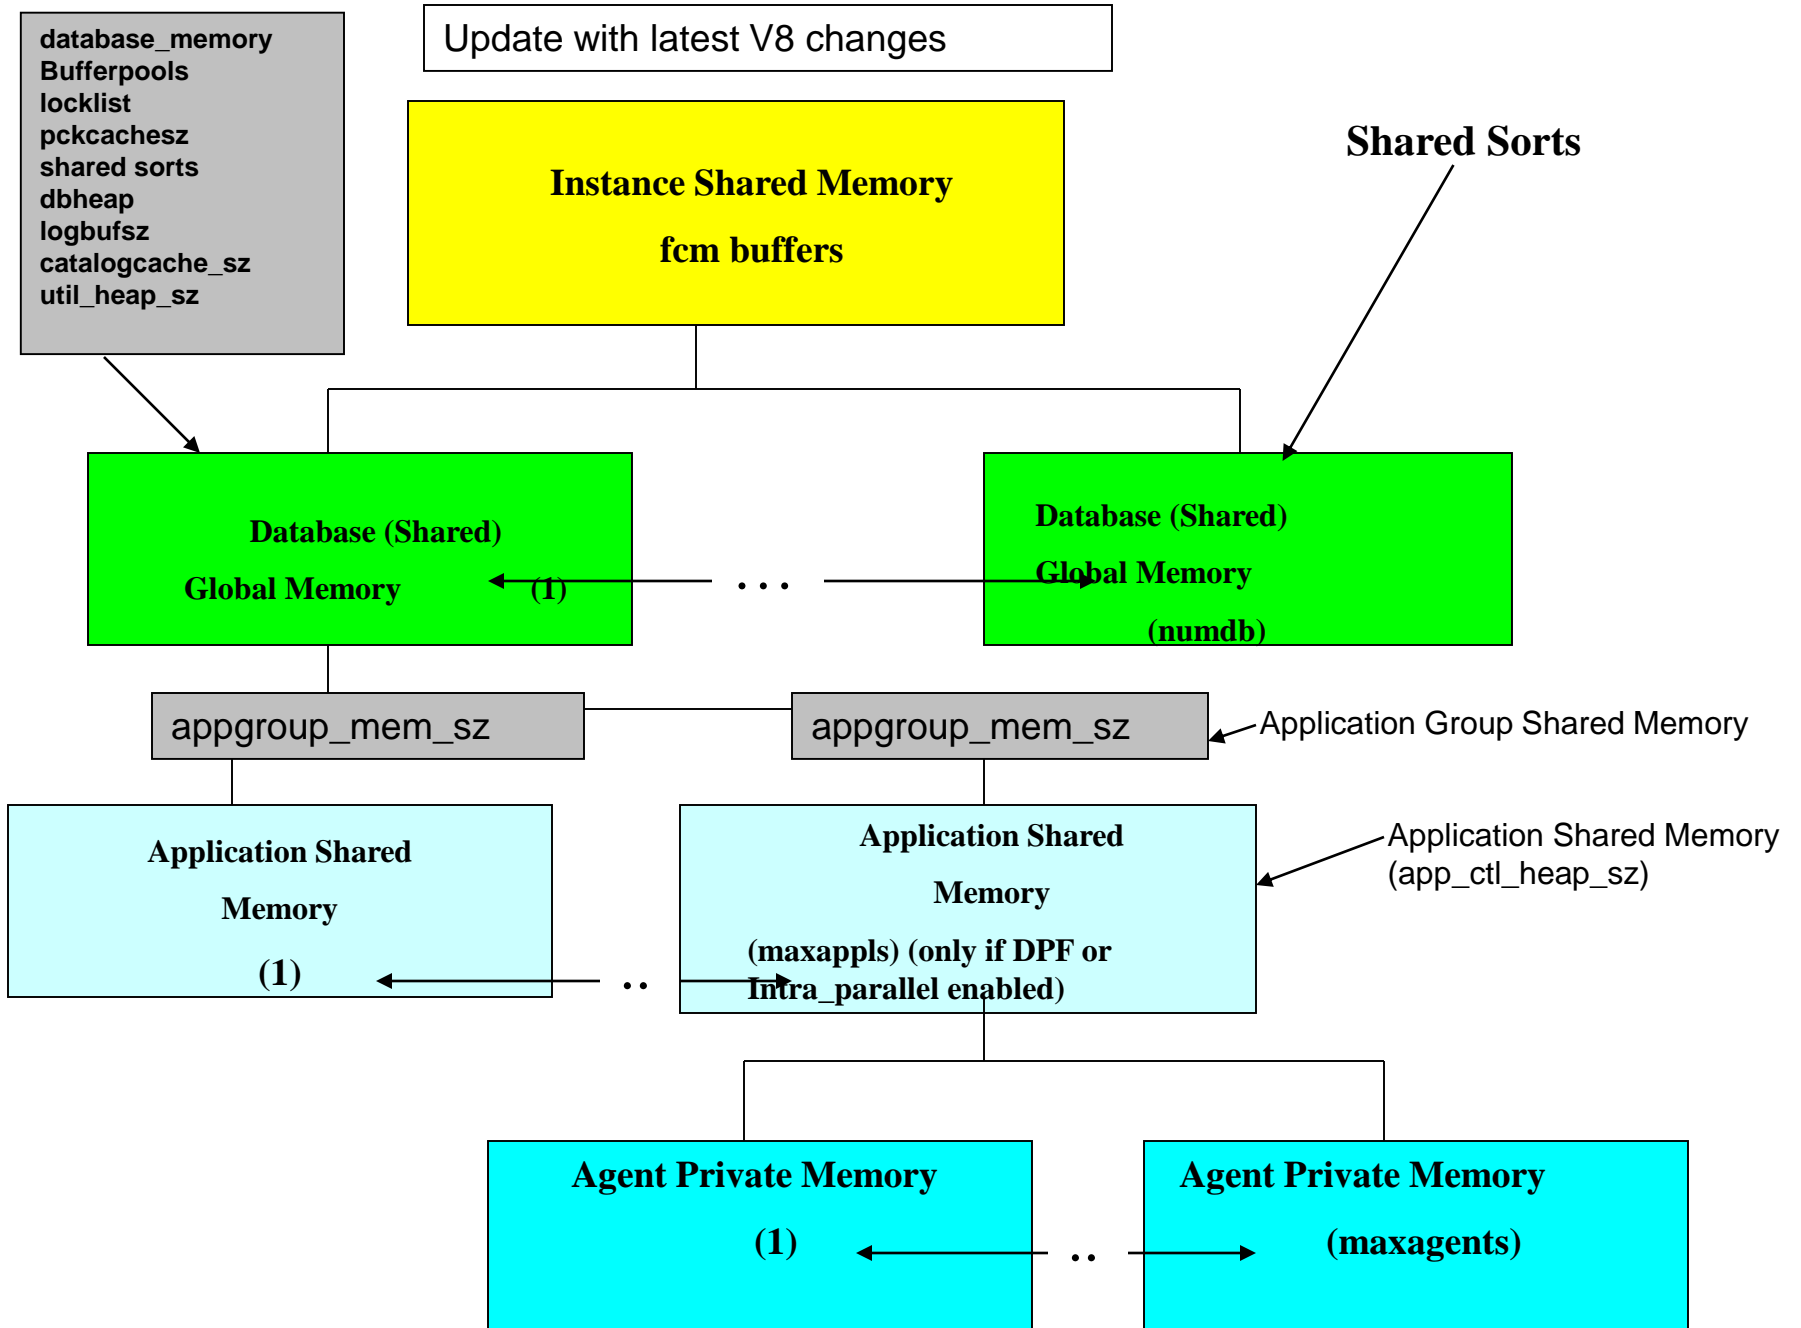 database_memory
Bufferpools
locklist
pckcachesz
shared sorts
dbheap
logbufsz
catalogcache_sz
util_heap_sz
Update with latest V8 changes
Instance Shared Memory
fcm buffers
Shared Sorts
Database (Shared)
Global Memory (1)
...
Database (Shared)
Global Memory
(numdb)
appgroup_mem_sz
appgroup_mem_sz
Application Group Shared Memory
Application Shared
Memory
(1)
..
Application Shared
Memory
(maxappls) (only if DPF or
Intra_parallel enabled)
Application Shared Memory
(app_ctl_heap_sz)
Agent Private Memory
(1)
..
Agent Private Memory
(maxagents)